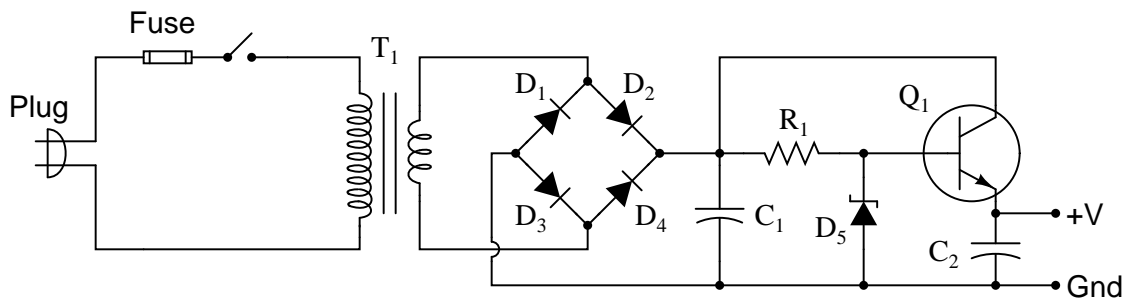 Fuse
T1
Plug
D1
D2
D3
D4
R1
C1
D5
Q1
C2
+V
Gnd